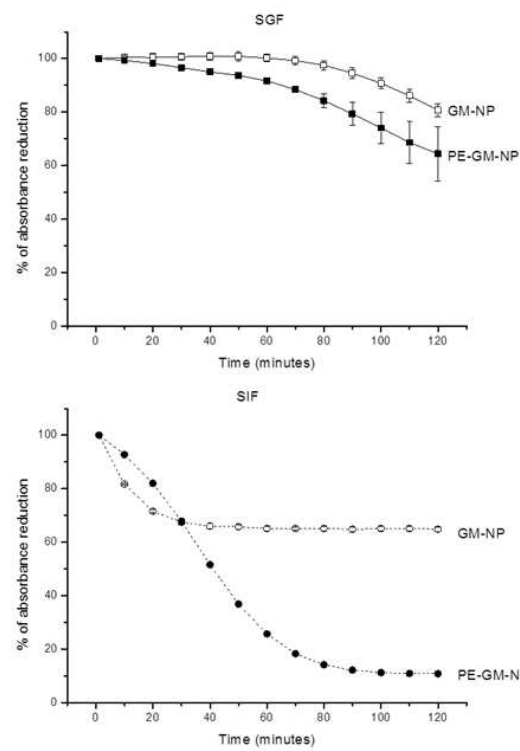 SGF
100
80
60
40
20
0
% of absorbance reduction
GM-NP
PE-GM-NP
0 20 40 60 80 100 120
Time (minutes)
SIF
100
80
60
40
20
0
% of absorbance reduction
GM-NP
PE-GM-N
0 20 40 60 80 100 120
Time (minutes)